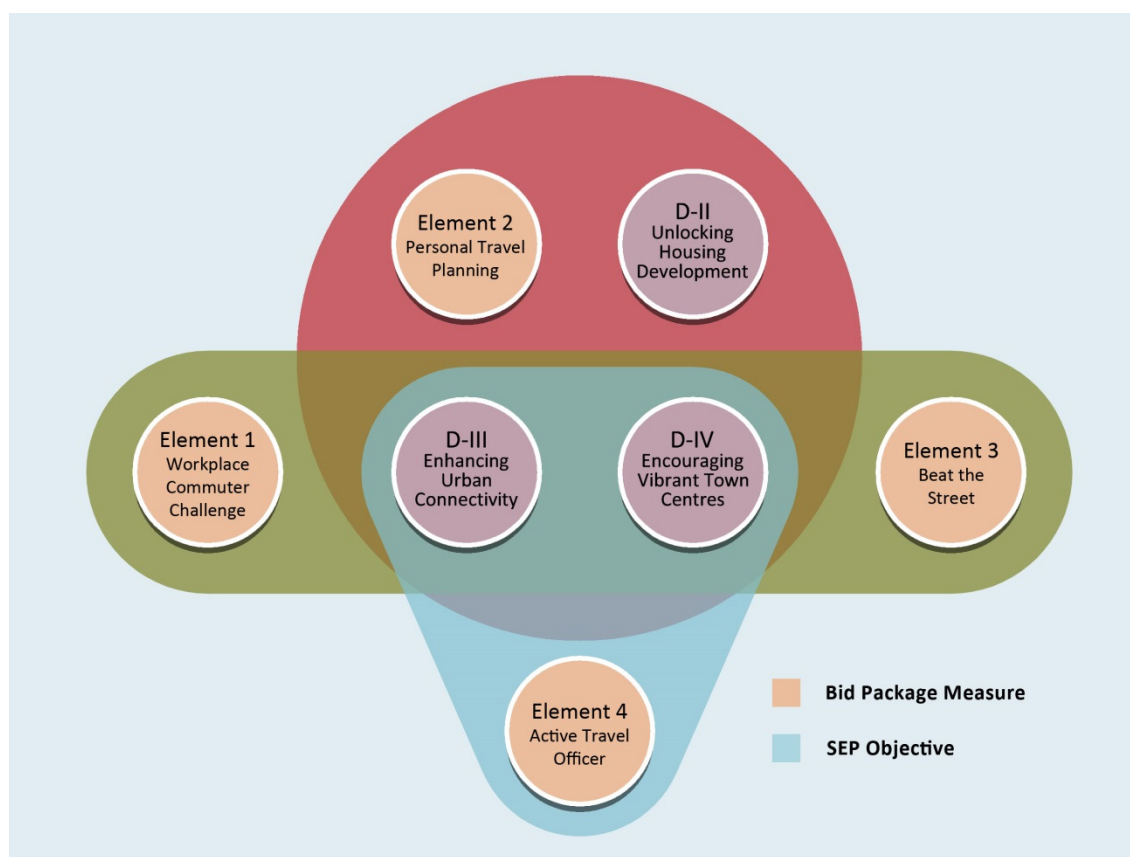 Element 2
Personal Travel
Planning
D-II
Unlocking
Housing
Development
Element 1
Workplace
Commuter
Challenge
D-III
Enhancing
Urban
Connectivity
D-IV
Encouraging
Vibrant Town
Centres
Element 3
Beat the
Street
Element 4
Active Travel
Officer
Bid Package Measure
SEP Objective